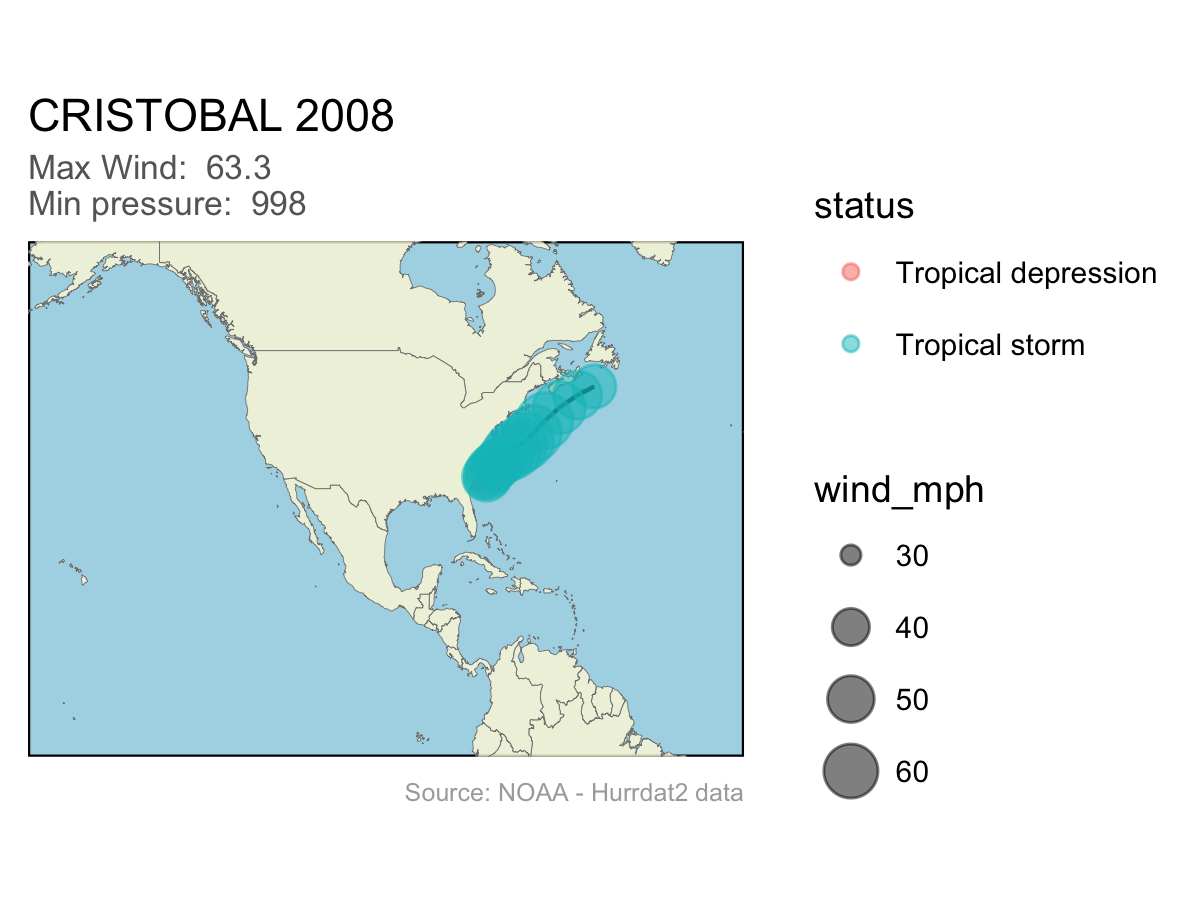 CRISTOBAL 2008
Max Wind:  63.3
Min pressure:  998
status
Tropical depression
Tropical storm
wind_mph
30
40
50
60
Source: NOAA - Hurrdat2 data